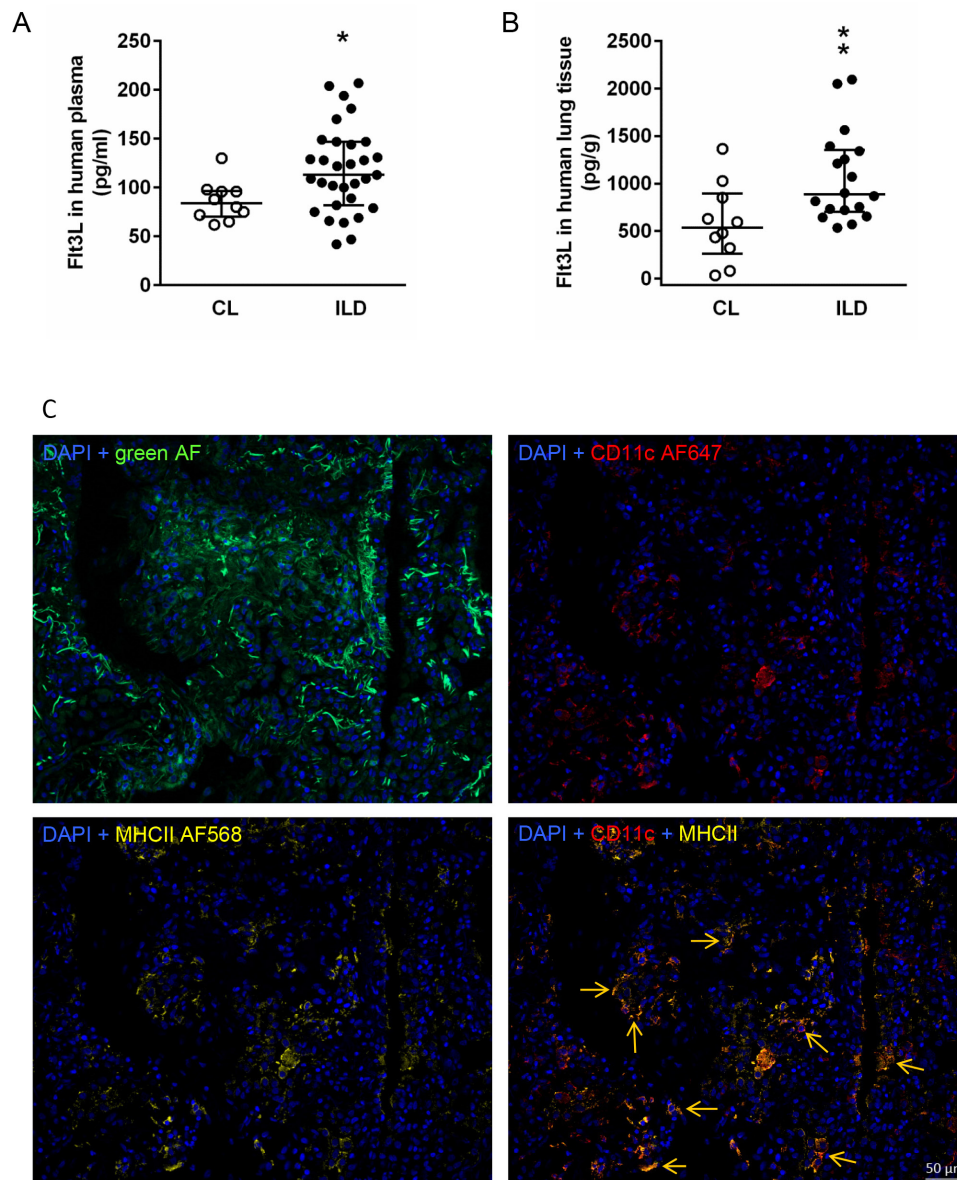 A
Flt3L in human plasma
(pg/ml)
250
200
150
100
50
0
*
CL
ILD
B
Flt3L in human lung tissue
(pg/g)
2500
2000
1500
1000
500
0
*
*
CL
ILD
C
DAPI + green AF
DAPI + CD11c AF647
DAPI + MHCII AF568
DAPI + CD11c + MHCII
50 µm